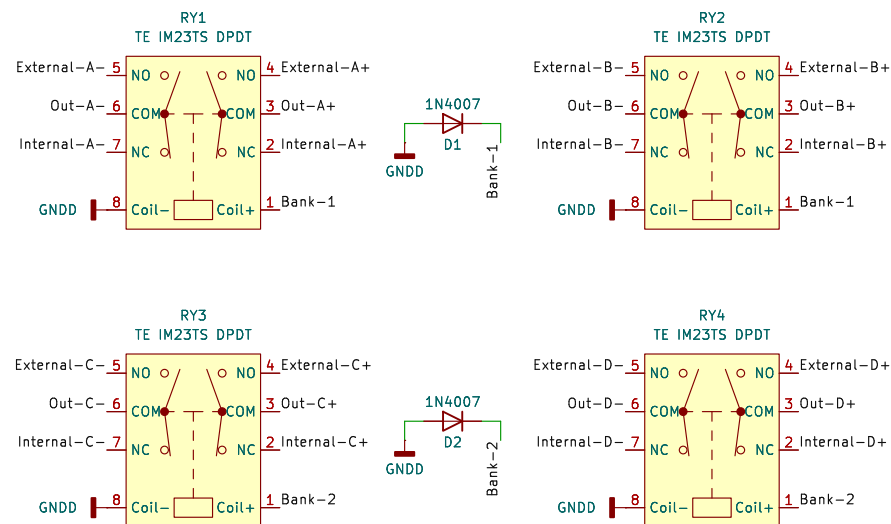 RY1
TE IM23TS DPDT
External-A- 5 NO NO 4 External-A+
Out-A- 6 COM COM 3 Out-A+
Internal-A- 7 NC NC 2 Internal-A+
GNDD 8 Coil- Coil+ 1 Bank-1
1N4007
D1
GNDD
Bank-1
RY2
TE IM23TS DPDT
External-B- 5 NO NO 4 External-B+
Out-B- 6 COM COM 3 Out-B+
Internal-B- 7 NC NC 2 Internal-B+
GNDD 8 Coil- Coil+ 1 Bank-1
RY3
TE IM23TS DPDT
External-C- 5 NO NO 4 External-C+
Out-C- 6 COM COM 3 Out-C+
Internal-C- 7 NC NC 2 Internal-C+
GNDD 8 Coil- Coil+ 1 Bank-2
1N4007
D2
GNDD
Bank-2
RY4
TE IM23TS DPDT
External-D- 5 NO NO 4 External-D+
Out-D- 6 COM COM 3 Out-D+
Internal-D- 7 NC NC 2 Internal-D+
GNDD 8 Coil- Coil+ 1 Bank-2